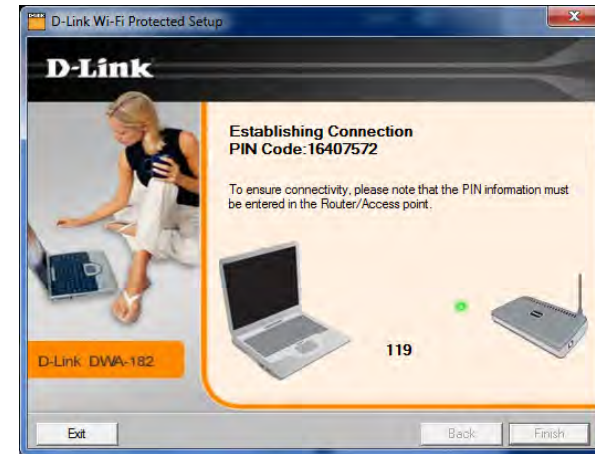 D-Link Wi-Fi Protected Setup
D-Link
Establishing Connection
PIN Code:16407572
To ensure connectivity, please note that the PIN information must
be entered in the Router/Access point.
119
D-Link DWA-182
Exit
Back
Finish